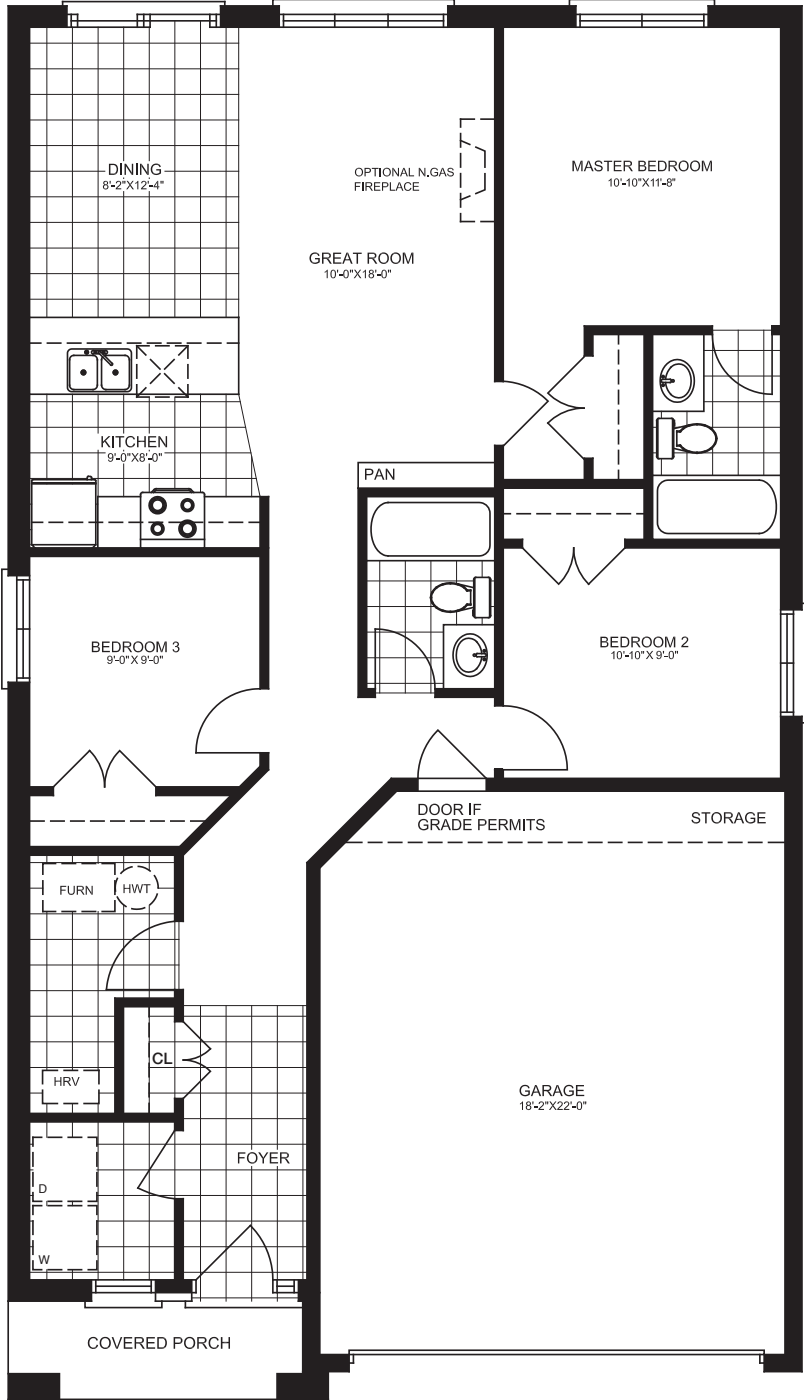 DINING
8'-2"X12'-4"
OPTIONAL N.GAS
FIREPLACE
MASTER BEDROOM
10'-10"X11'-8"
GREAT ROOM
10'-0"X18'-0"
KITCHEN
9'-0"X8'-0"
PAN
BEDROOM 3
9'-0"X 9'-0"
BEDROOM 2
10'-10"X 9'-0"
DOOR IF
GRADE PERMITS
STORAGE
FURN
HWT
CL
HRV
GARAGE
18'-2"X22'-0"
FOYER
D
W
COVERED PORCH